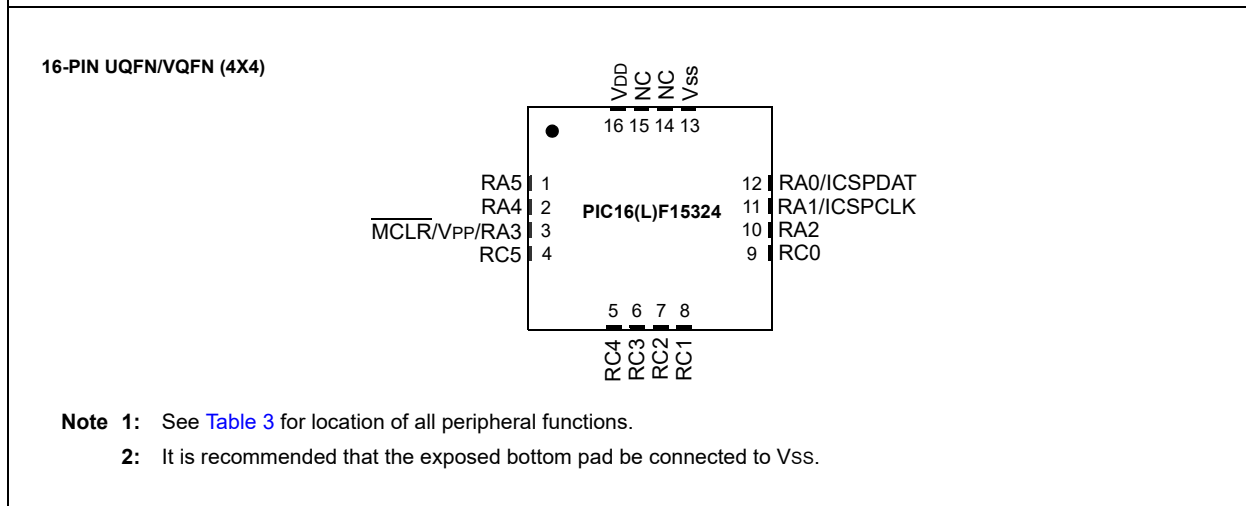 16-PIN UQFN/VQFN (4X4)
VDD NC NC Vss
16 15 14 13
RA5 1
RA4 2
MCLR/VPP/RA3 3
RC5 4
PIC16(L)F15324
12 RA0/ICSPDAT
11 RA1/ICSPCLK
10 RA2
9 RC0
5 6 7 8
RC4 RC3 RC2 RC1
Note 1: See Table 3 for location of all peripheral functions.
2: It is recommended that the exposed bottom pad be connected to VSS.